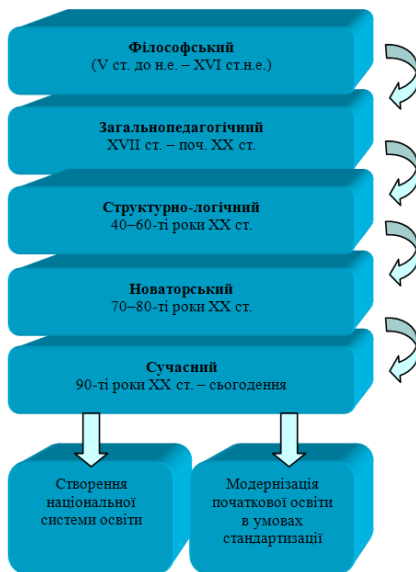 Філософський
(V ст. до н.е. – XVI ст.н.е.)
Загальнопедагогічний
XVII ст. – поч. XX ст.
Структурно-логічний
40–60-ті роки XX ст.
Новаторський
70–80-ті роки XX ст.
Сучасний
90-ті роки XX ст. – сьогодення
Створення
національної
системи освіти
Модернізація
початкової освіти
в умовах
стандартизації